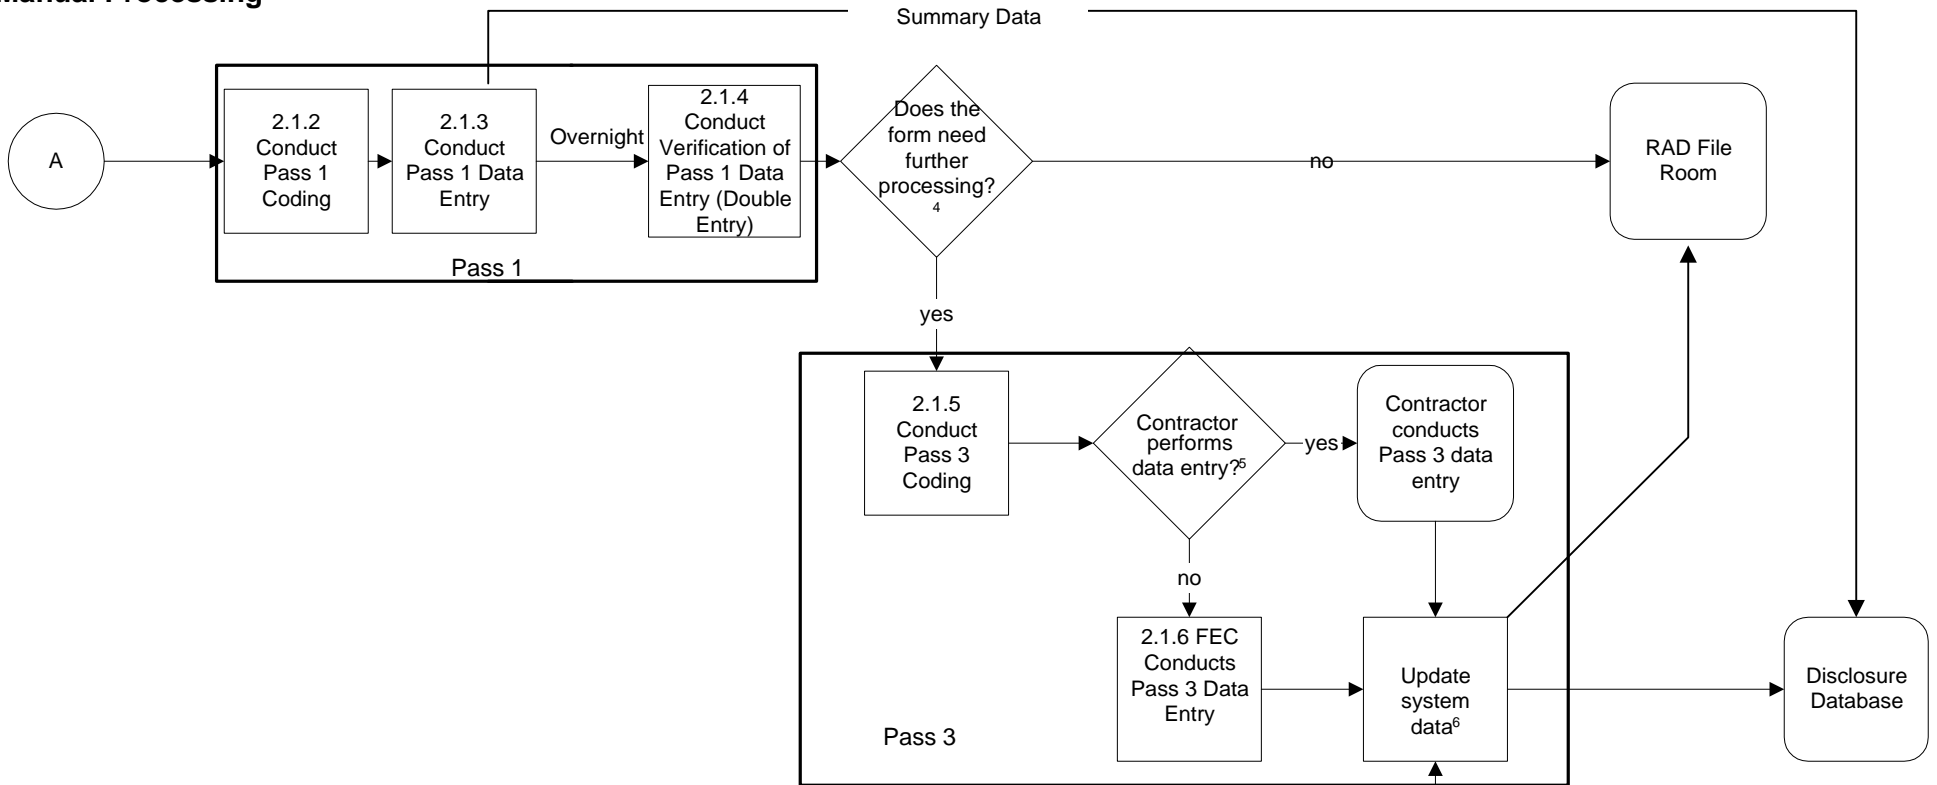 Manual Processing
Summary Data
A
2.1.2
Conduct
Pass 1
Coding
2.1.3
Conduct
Pass 1 Data
Entry
Overnight
2.1.4
Conduct
Verification of
Pass 1 Data
Entry (Double
Entry)
Pass 1
Does the
form need
further
processing?
4
no
RAD File
Room
yes
2.1.5
Conduct
Pass 3
Coding
Contractor
performs
data entry?5
yes
Contractor
conducts
Pass 3 data
entry
no
2.1.6 FEC
Conducts
Pass 3 Data
Entry
Update
system
data6
Disclosure
Database
Pass 3